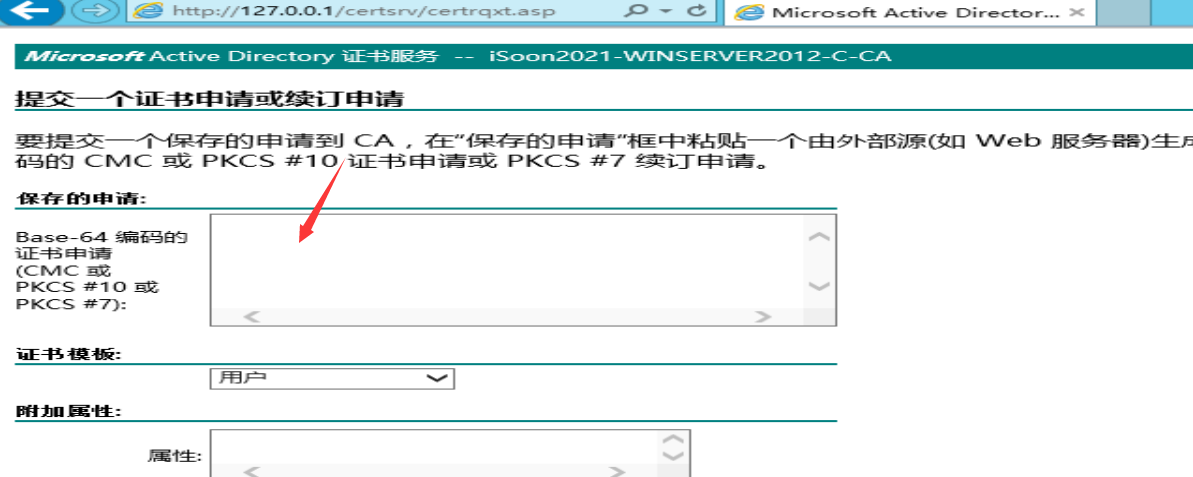 http://127.0.0.1/certsrv/certrqxt.asp
Microsoft Active Director...
Microsoft Active Directory 证书服务 -- iSoon2021-WINSERVER2012-C-CA
提交一个证书申请或续订申请
要提交一个保存的申请到 CA，在“保存的申请”框中粘贴一个由外部源(如 Web 服务器)生成
码的 CMC 或 PKCS #10 证书申请或 PKCS #7 续订申请。
保存的申请:
Base-64 编码的
证书申请
(CMC 或
PKCS #10 或
PKCS #7):
证书模板:
用户
附加属性:
属性: